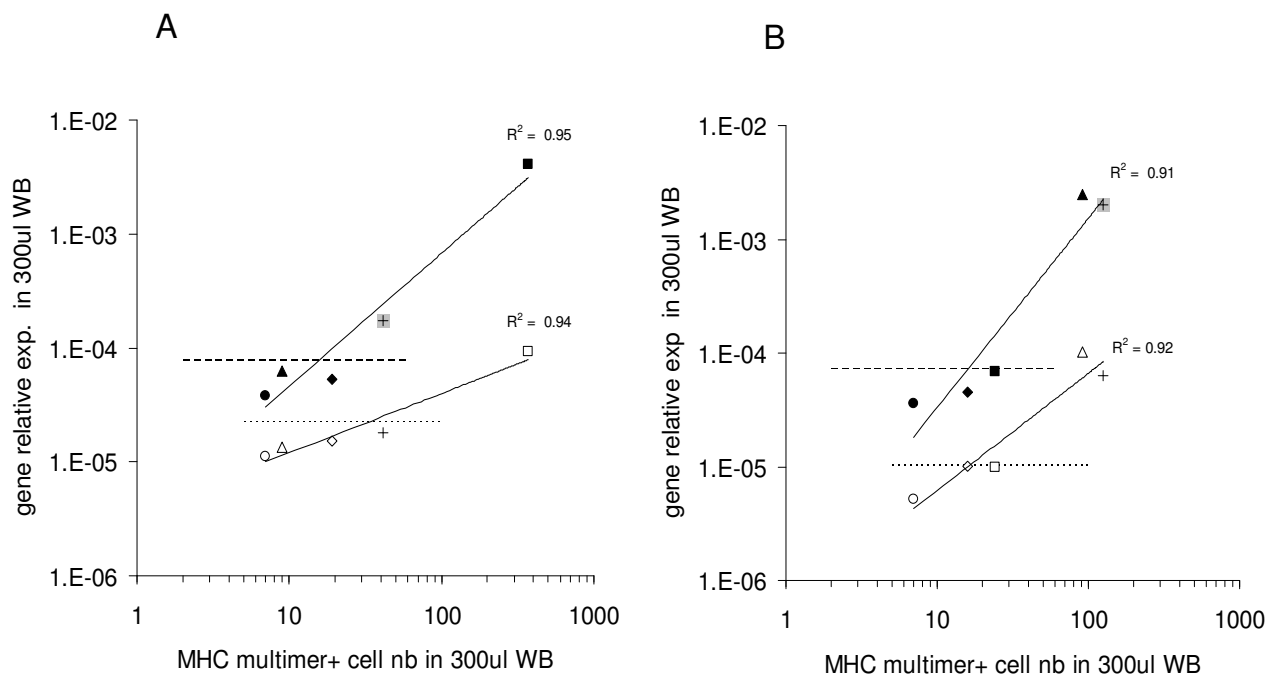 A
gene relative exp. in 300ul WB
1.E-02
1.E-03
1.E-04
1.E-05
1.E-06
R² = 0.95
R² = 0.94
1 10 100 1000
MHC multimer+ cell nb in 300ul WB
B
gene relative exp in 300ul WB
1.E-02
1.E-03
1.E-04
1.E-05
1.E-06
R² = 0.91
R² = 0.92
1 10 100 1000
MHC multimer+ cell nb in 300ul WB